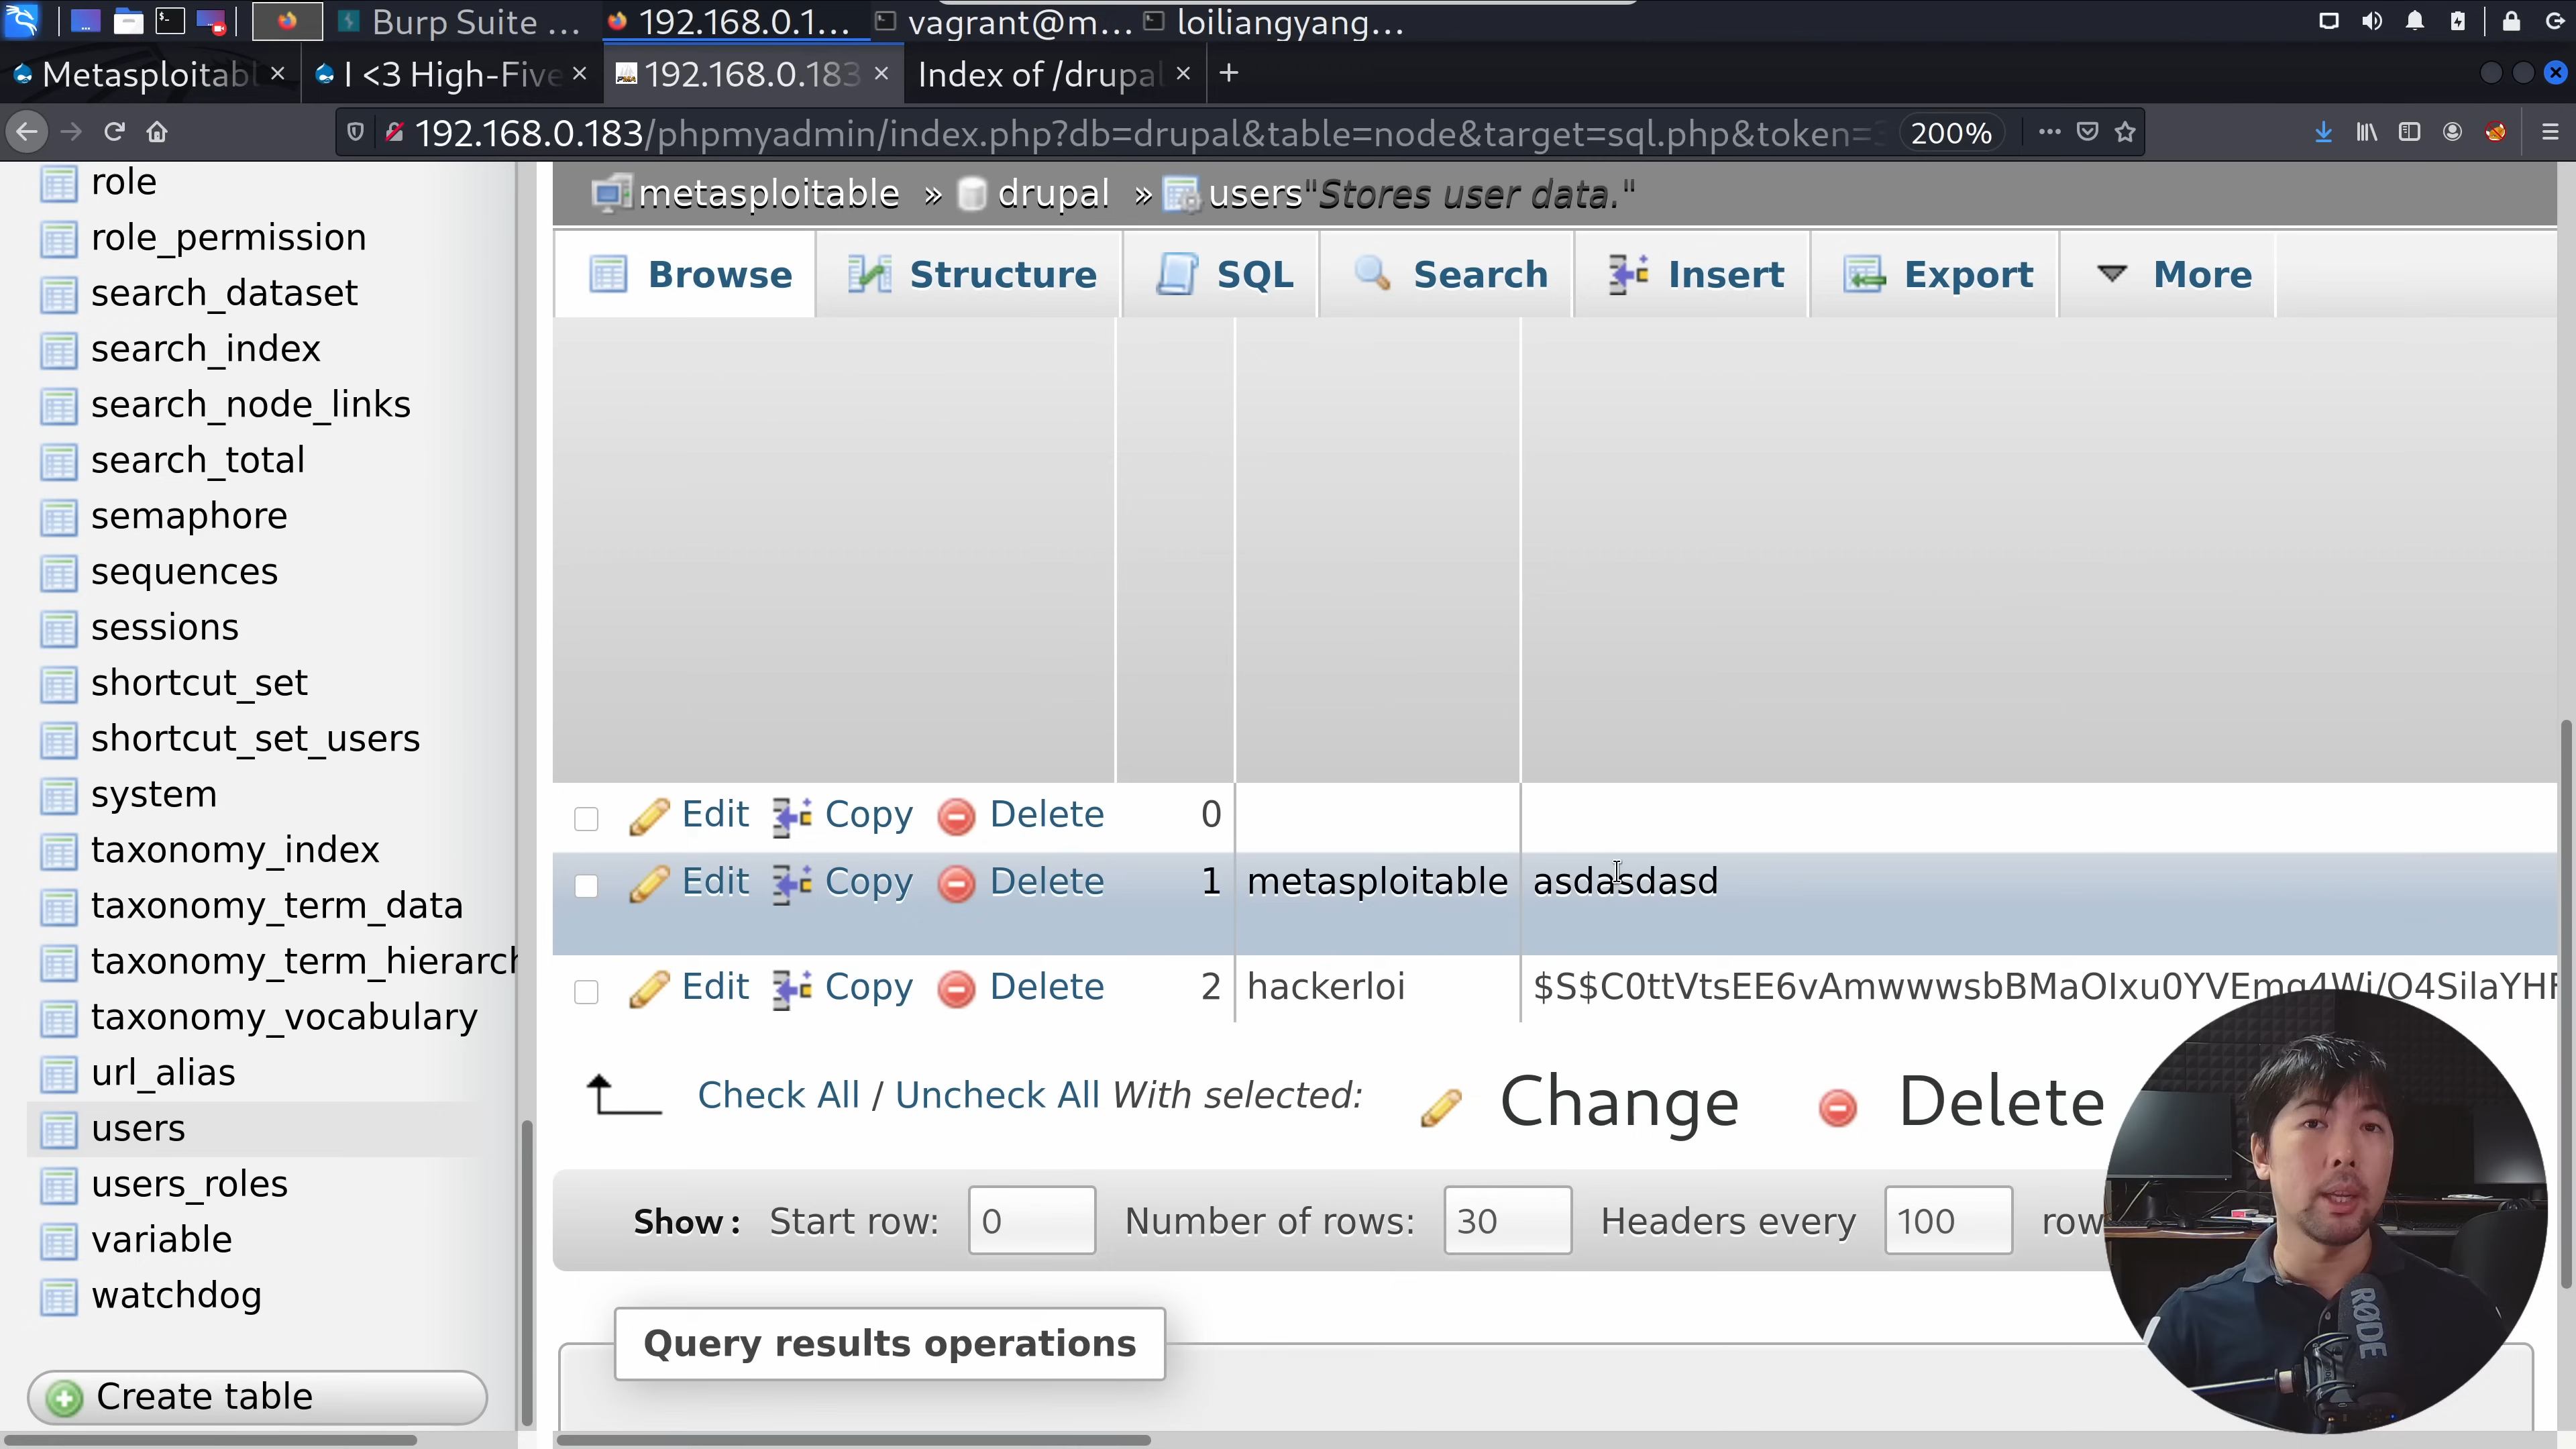 Burp Suite ...
192.168.0.1...
vagrant@m...
loiliangyang...
Metasploitabl
I <3 High-Five
192.168.0.183
Index of /drupal
192.168.0.183/phpmyadmin/index.php?db=drupal&table=node&target=sql.php&token=
200%
role
role_permission
search_dataset
search_index
search_node_links
search_total
semaphore
sequences
sessions
shortcut_set
shortcut_set_users
system
taxonomy_index
taxonomy_term_data
taxonomy_term_hierarch
taxonomy_vocabulary
url_alias
users
users_roles
variable
watchdog
Create table
metasploitable » drupal » users "Stores user data."
Browse
Structure
SQL
Search
Insert
Export
More
Edit Copy Delete 0
Edit Copy Delete 1 metasploitable asdasdasd
Edit Copy Delete 2 hackerloi
Check All / Uncheck All With selected: Change Delete
Show: Start row: 0 Number of rows: 30 Headers every 100 row
Query results operations
RØDE